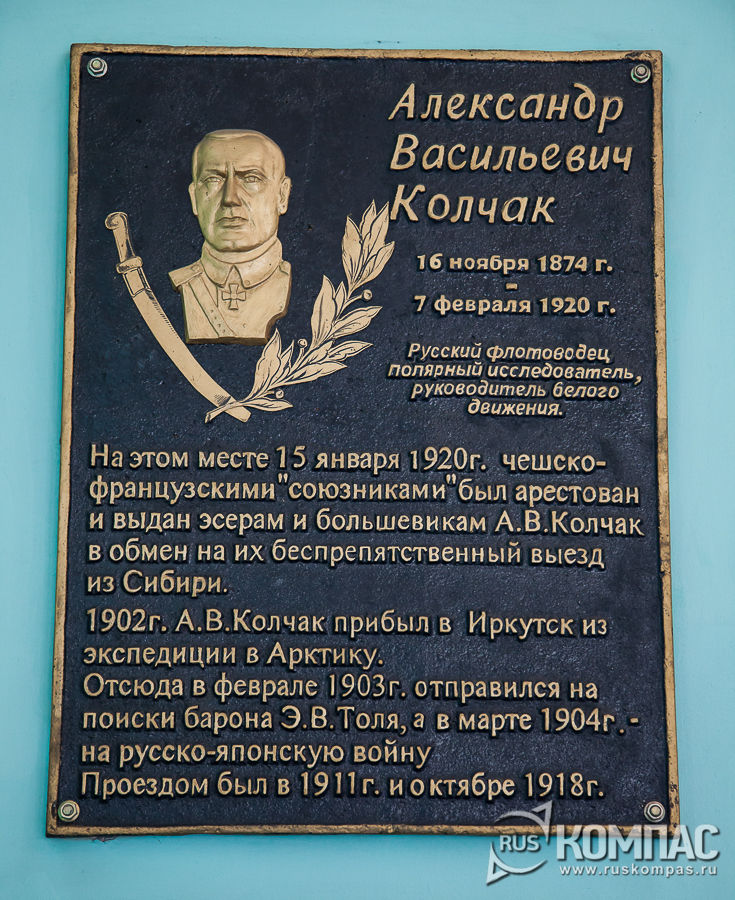 Александр
Васильевич
Колчак
16 ноября 1874 г.
-
7 февраля 1920 г.
Русский флотоводец
полярный исследователь,
руководитель белого
движения.
На этом месте 15 января 1920г. чешско-
французскими "союзниками" был арестован
и выдан эсерам и большевикам А.В.Колчак
в обмен на их беспрепятственный выезд
из Сибири.
1902г. А.В.Колчак прибыл в Иркутск из
экспедиции в Арктику.
Отсюда в феврале 1903г. отправился на
поиски барона Э.В.Толя, а в марте 1904г.-
на русско-японскую войну
Проездом был в 1911г. и октябре 1918г.
RUS КОМПАС
www.ruskompas.ru